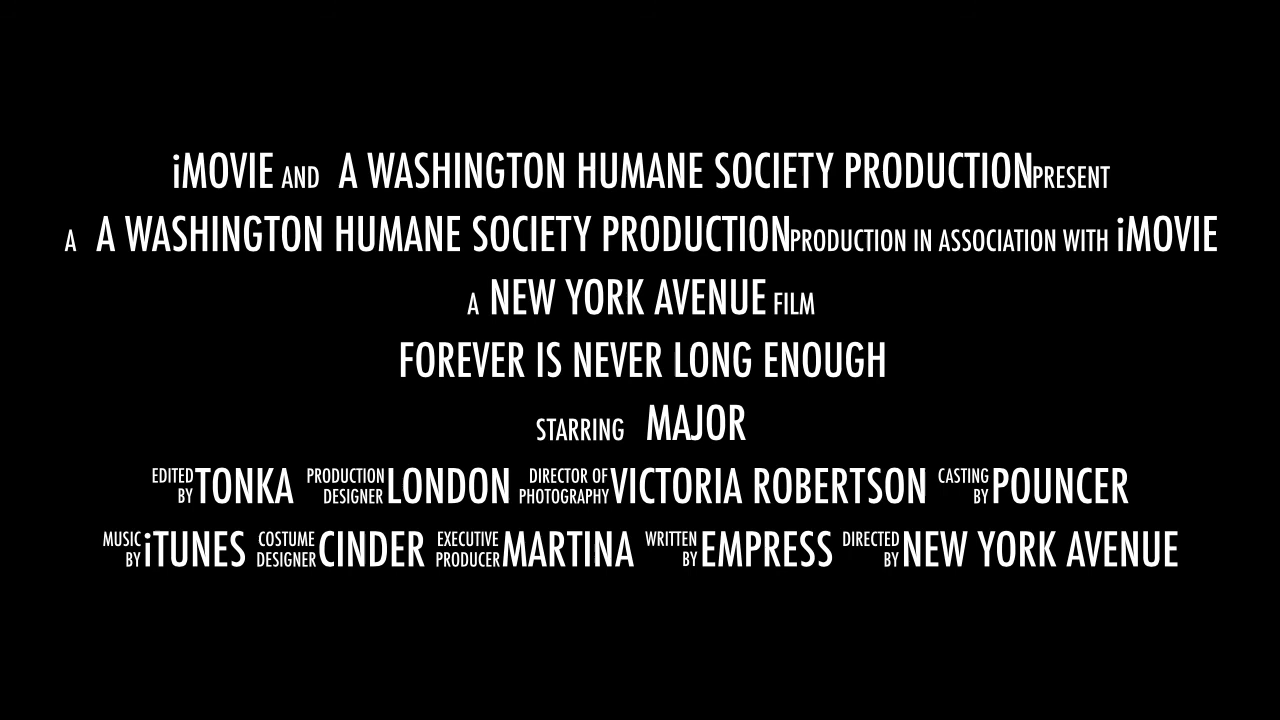 iMOVIE AND A WASHINGTON HUMANE SOCIETY PRODUCTIONPRESENT
A A WASHINGTON HUMANE SOCIETY PRODUCTIONPRODUCTION IN ASSOCIATION WITH iMOVIE
A NEW YORK AVENUE FILM
FOREVER IS NEVER LONG ENOUGH
STARRING MAJOR
EDITED BY TONKA PRODUCTION DESIGNER LONDON DIRECTOR OF PHOTOGRAPHY VICTORIA ROBERTSON CASTING BY POUNCER
MUSIC BY iTUNES COSTUME DESIGNER CINDER EXECUTIVE PRODUCER MARTINA WRITTEN BY EMPRESS DIRECTED BY NEW YORK AVENUE